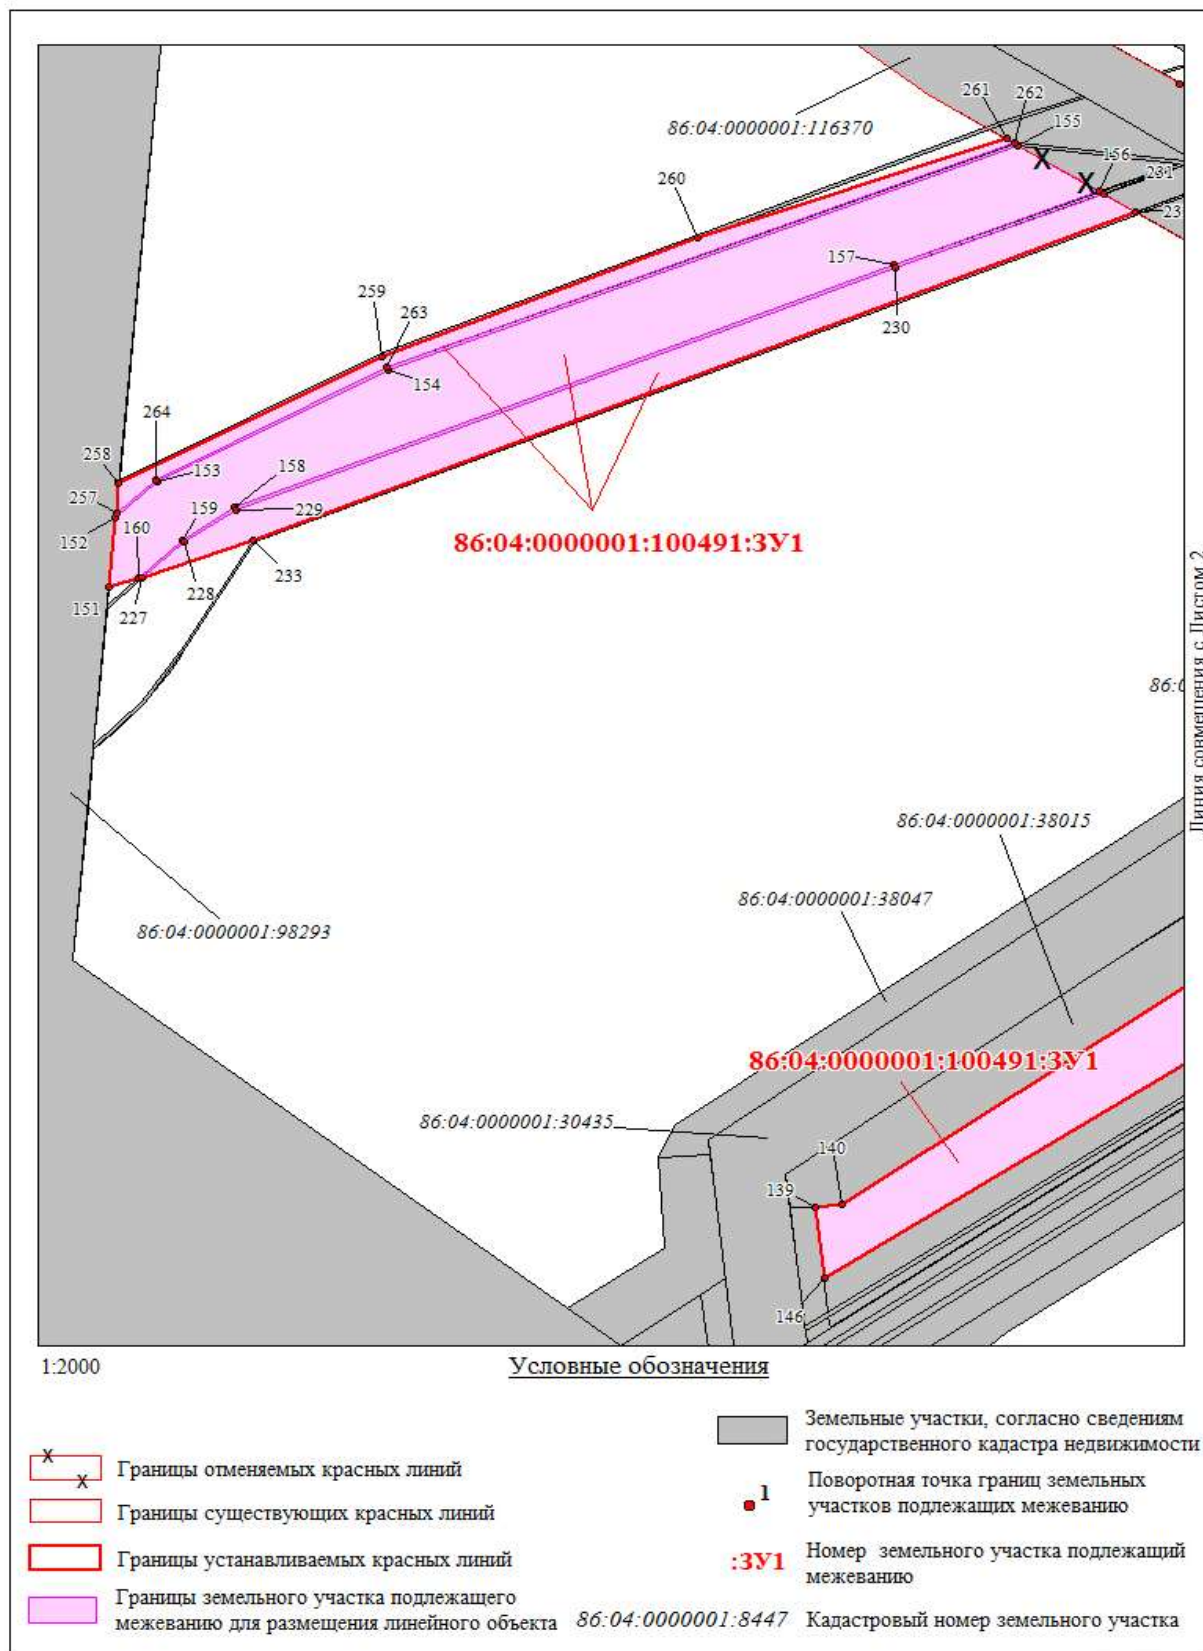 86:04:0000001:116370
261
262
155
156
231
23
260
157
230
259
263
154
264
153
258
257
152
158
159
229
160
151
227
228
233
86:04:0000001:100491:ЗУ1
Линия совмещения с Листом 2
86:0
86:04:0000001:98293
86:04:0000001:38015
86:04:0000001:38047
86:04:0000001:100491:ЗУ1
86:04:0000001:30435
140
139
146
1:2000
Условные обозначения
X
X
Границы отменяемых красных линий
Границы существующих красных линий
Границы устанавливаемых красных линий
Границы земельного участка подлежащего
межеванию для размещения линейного объекта
Земельные участки, согласно сведениям
государственного кадастра недвижимости
1
Поворотная точка границ земельных
участков подлежащих межеванию
:ЗУ1
Номер земельного участка подлежащий
межеванию
86:04:0000001:8447
Кадастровый номер земельного участка